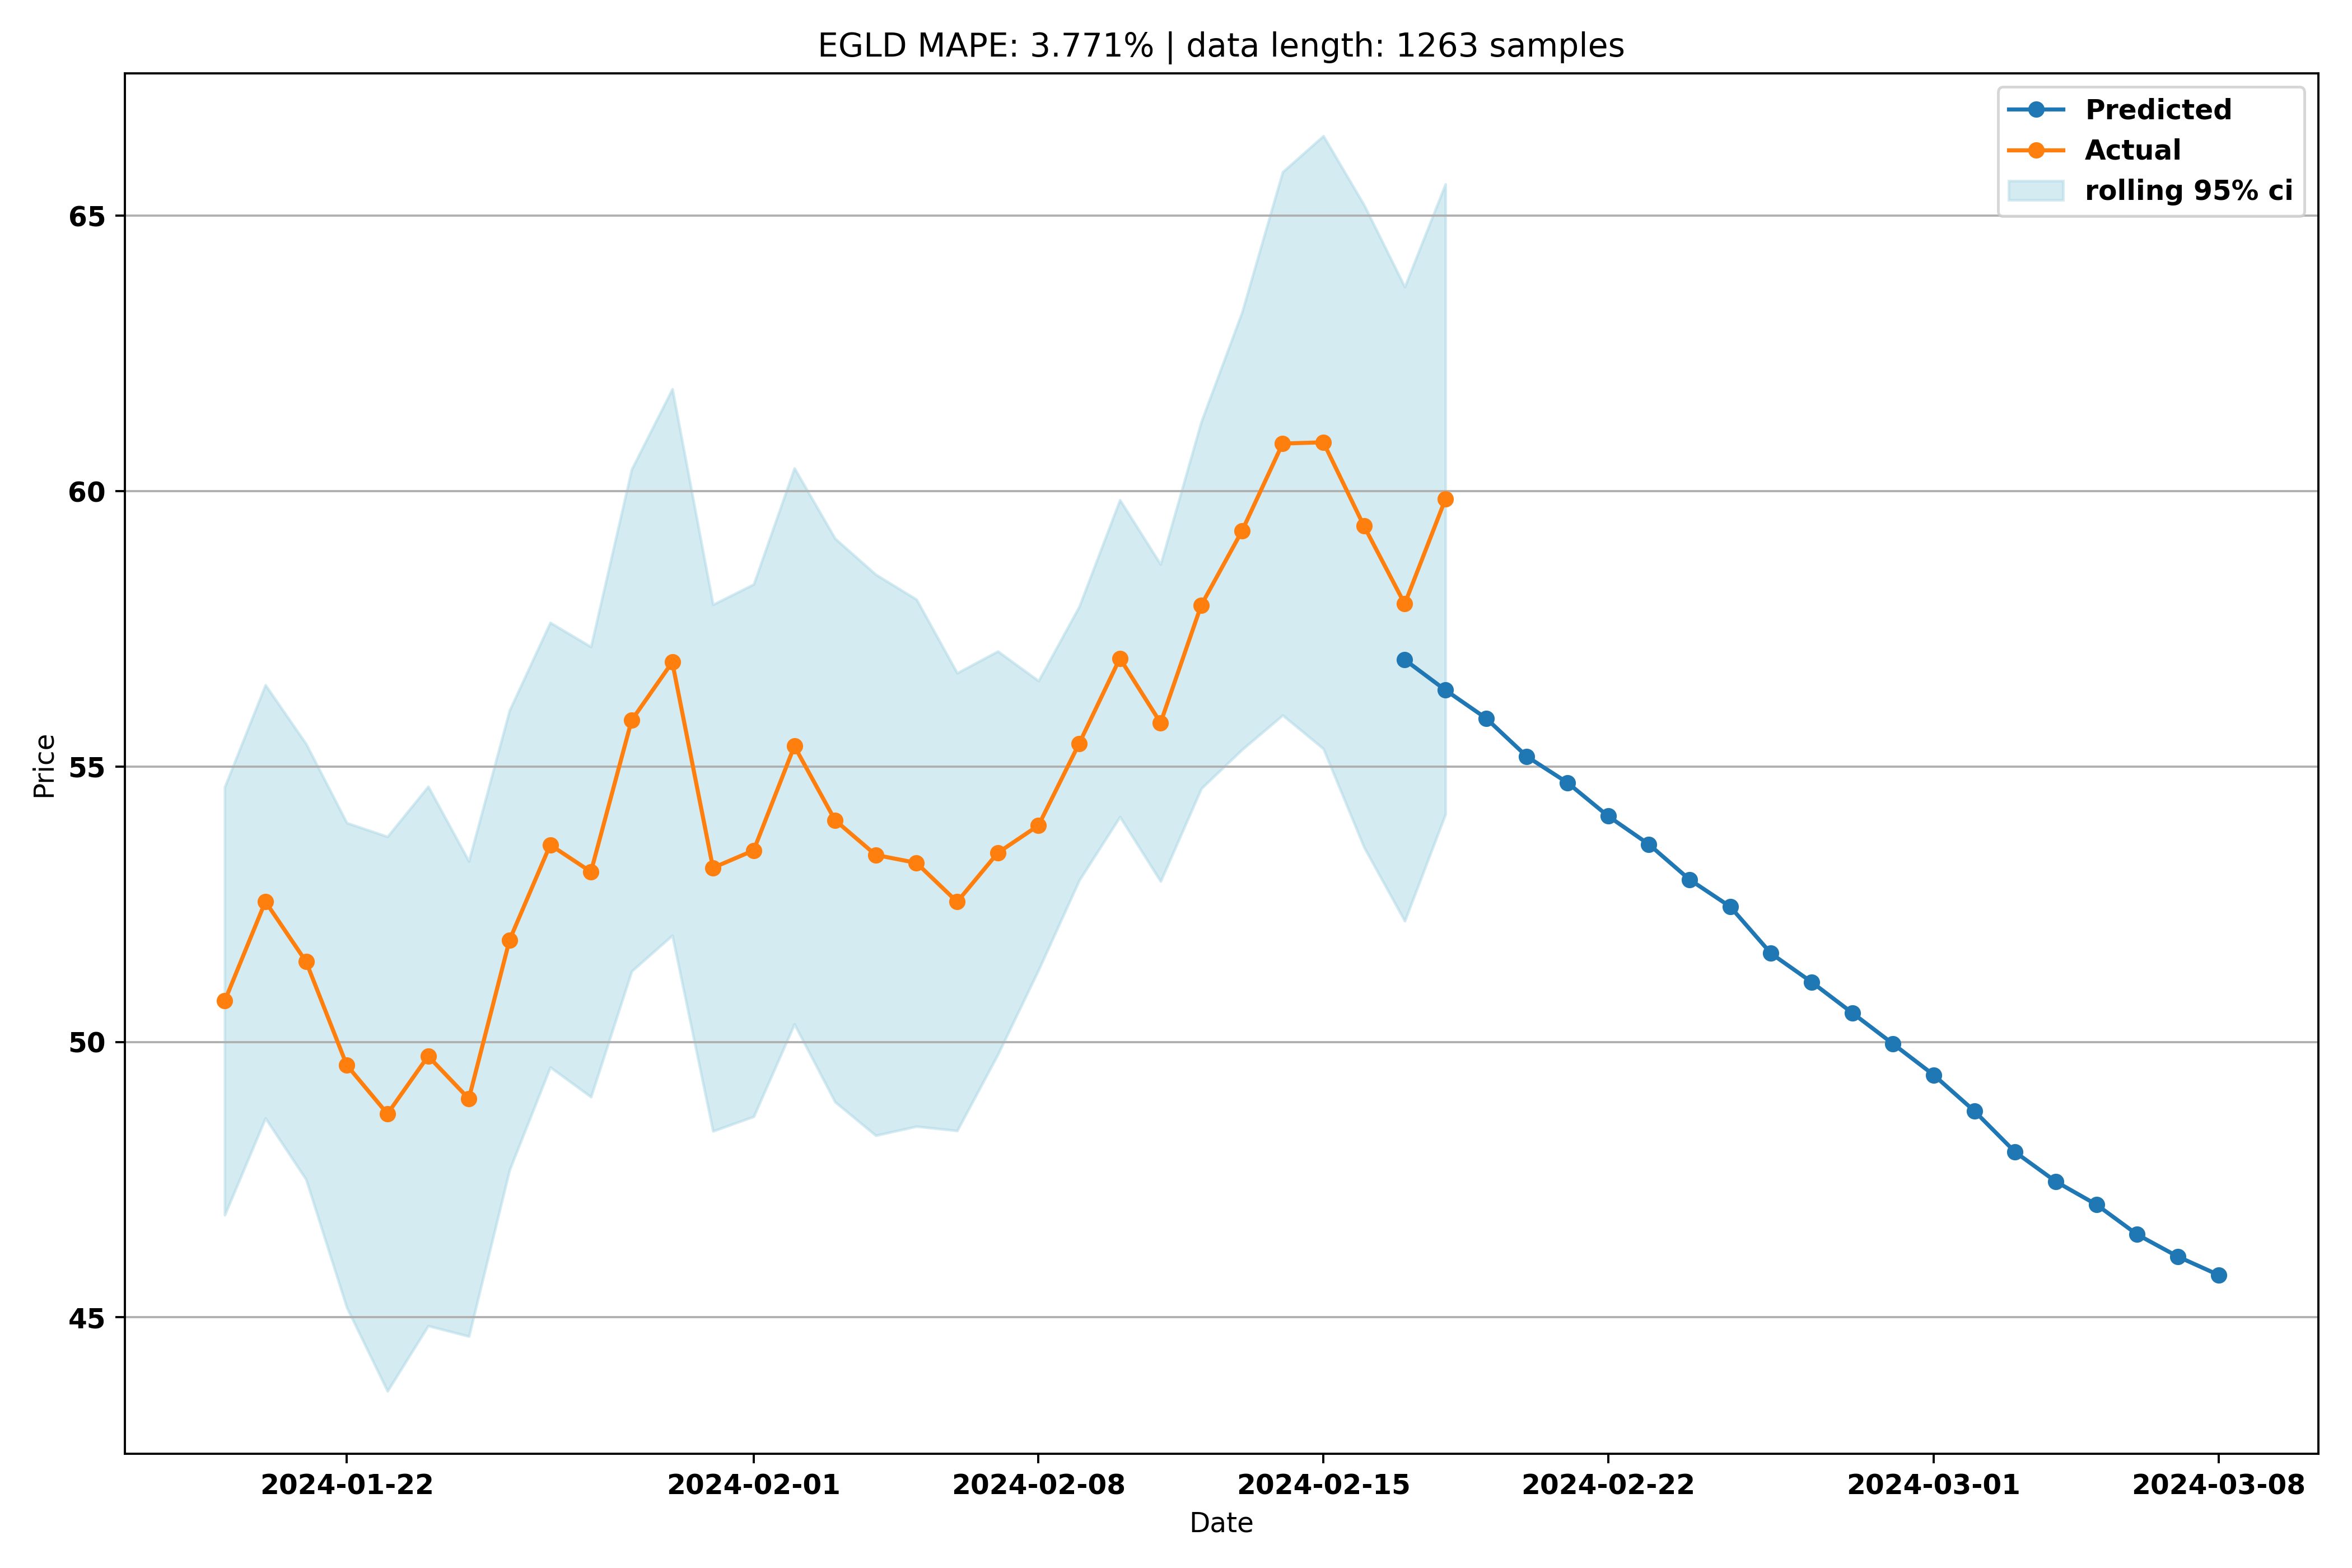 EGLD MAPE: 3.771% | data length: 1263 samples
Predicted
Actual
rolling 95% ci
65
60
55
50
45
Price
2024-01-22
2024-02-01
2024-02-08
2024-02-15
2024-02-22
2024-03-01
2024-03-08
Date